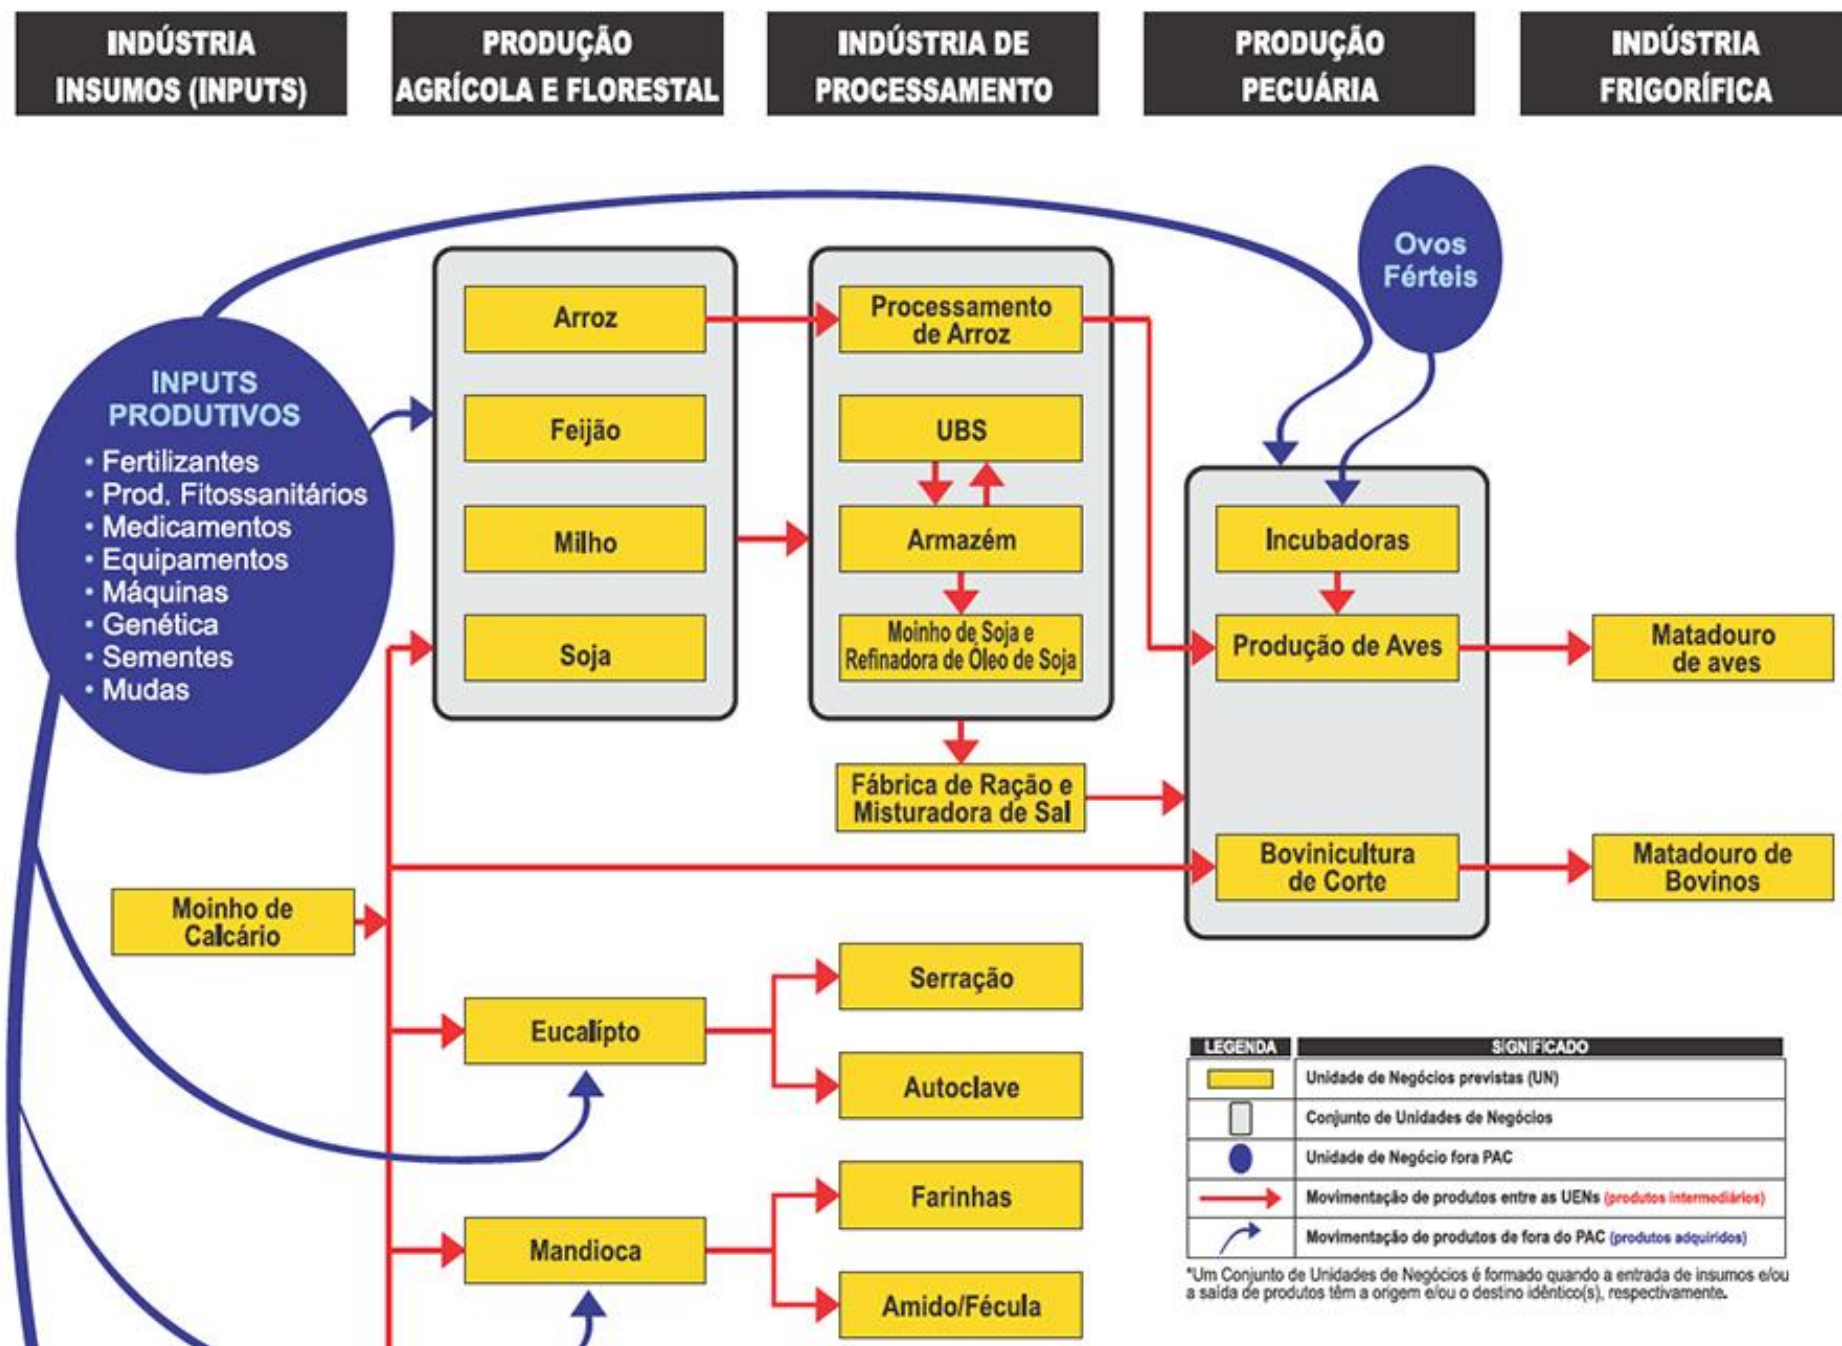 INDÚSTRIA
INSUMOS (INPUTS)
PRODUÇÃO
AGRÍCOLA E FLORESTAL
INDÚSTRIA DE
PROCESSAMENTO
PRODUÇÃO
PECUÁRIA
INDÚSTRIA
FRIGORÍFICA
Ovos
Férteis
INPUTS
PRODUTIVOS
• Fertilizantes
• Prod. Fitossanitários
• Medicamentos
• Equipamentos
• Máquinas
• Genética
• Sementes
• Mudas
Arroz
Feijão
Milho
Soja
Processamento
de Arroz
UBS
Armazém
Moinho de Soja e
Refinadora de Óleo de Soja
Fábrica de Ração e
Misturadora de Sal
Incubadoras
Produção de Aves
Bovinicultura
de Corte
Matadouro
de aves
Matadouro de
Bovinos
Moinho de
Calcário
Eucalípto
Serração
Autoclave
Mandioca
Farinhas
Amido/Fécula
LEGENDA SIGNIFICADO
Unidade de Negócios previstas (UN)
Conjunto de Unidades de Negócios
Unidade de Negócio fora PAC
Movimentação de produtos entre as UENs (produtos intermediários)
Movimentação de produtos de fora do PAC (produtos adquiridos)
*Um Conjunto de Unidades de Negócios é formado quando a entrada de insumos e/ou
a saída de produtos têm a origem e/ou o destino idêntico(s), respectivamente.